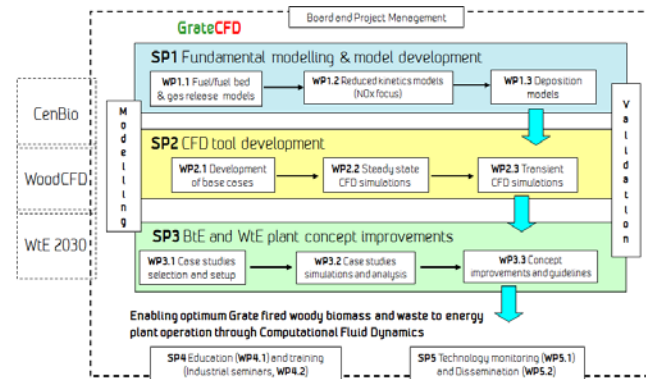 Board and Project Management
GrateCFD
SP1 Fundamental modelling & model development
WP1.1 Fuel/fuel bed
& gas release models
WP1.2 Reduced kinetics models
(NOx focus)
WP1.3 Deposition
models
CenBio
WoodCFD
WtE 2030
Modelling
Validation
SP2 CFD tool development
WP2.1 Development
of base cases
WP2.2 Steady state
CFD simulations
WP2.3 Transient
CFD simulations
SP3 BtE and WtE plant concept improvements
WP3.1 Case studies
selection and setup
WP3.2 Case studies
simulations and analysis
WP3.3 Concept
improvements and guidelines
Enabling optimum Grate fired woody biomass and waste to energy
plant operation through Computational Fluid Dynamics
SP4 Education (WP4.1) and training
(Industrial seminars, WP4.2)
SP5 Technology monitoring (WP5.1)
and Dissemination (WP5.2)